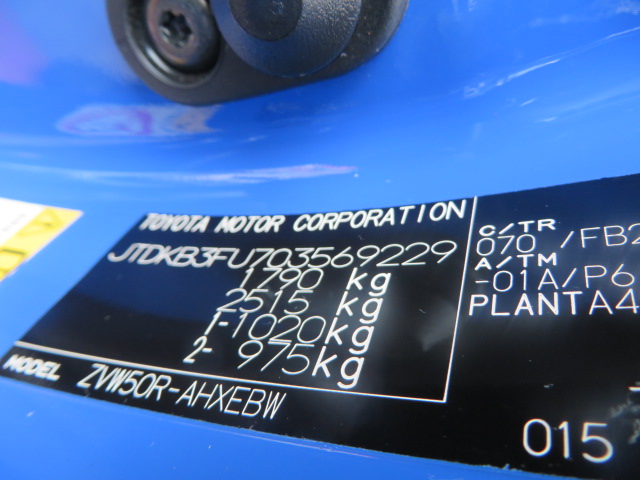 TOYOTA MOTOR CORPORATION
JTDKB3FU703569229
1790 kg
2515 kg
1-1020kg
2- 975kg
MODEL ZVW50R-AHXEBW
C/TR
070 /FB2
A/TM
-01A/P6
PLANTA4
015